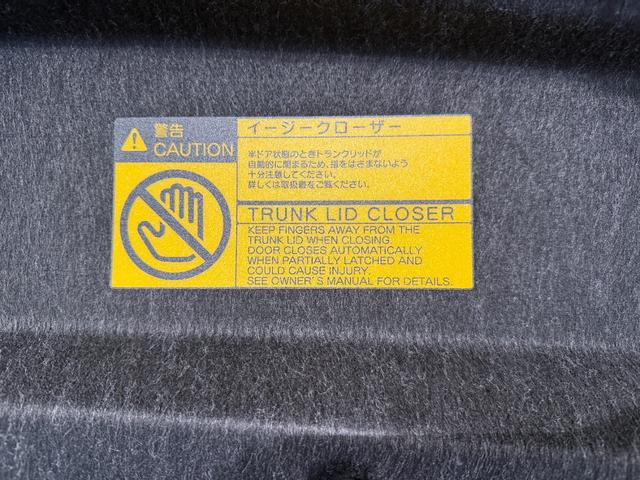 警告
CAUTION
イージークローザー
半ドア状態のときトランクリッドが
自動的に閉まるため、指をはさまないよう
十分注意してください。
詳しくは取扱書をご覧ください。
TRUNK LID CLOSER
KEEP FINGERS AWAY FROM THE
TRUNK LID WHEN CLOSING.
DOOR CLOSES AUTOMATICALLY
WHEN PARTIALLY LATCHED AND
COULD CAUSE INJURY.
SEE OWNER'S MANUAL FOR DETAILS.